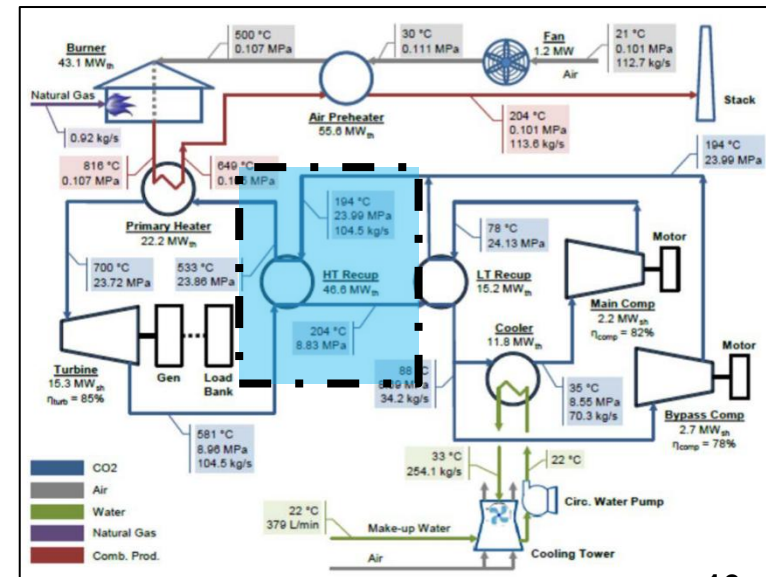 Burner
43.1 MWth
500 °C
0.107 MPa
30 °C
0.111 MPa
Fan
1.2 MW
21 °C
0.101 MPa
112.7 kg/s
Air
Natural Gas
0.92 kg/s
Air Preheater
55.6 MWth
204 °C
0.101 MPa
113.6 kg/s
Stack
194 °C
23.99 MPa
816 °C
0.107 MPa
649 °C
MPa
Primary Heater
22.2 MWth
194 °C
23.99 MPa
104.5 kg/s
78 °C
24.13 MPa
Motor
700 °C
23.72 MPa
533 °C
23.86 MPa
HT Recup
46.6 MWth
LT Recup
15.2 MWth
Main Comp
2.2 MWsh
ηcomp = 82%
204 °C
8.83 MPa
Cooler
11.8 MWth
Motor
Turbine
15.3 MWsh
ηturb = 85%
Gen
Load
Bank
MPa
34.2 kg/s
35 °C
8.55 MPa
70.3 kg/s
Bypass Comp
2.7 MWsh
ηcomp = 78%
581 °C
8.96 MPa
104.5 kg/s
33 °C
254.1 kg/s
22 °C
CO2
Air
Water
Natural Gas
Comb. Prod.
22 °C
379 L/min
Make-up Water
Air
Circ. Water Pump
Cooling Tower